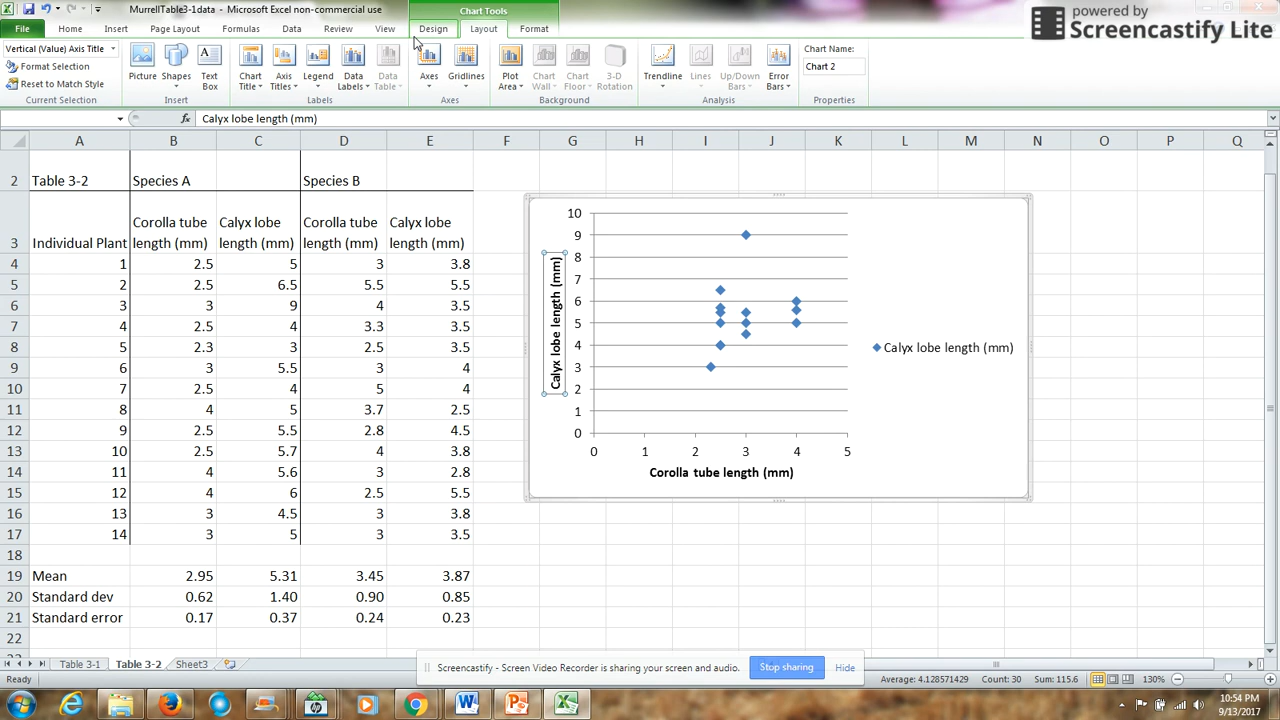 MurrellTable3-1data - Microsoft Excel non-commercial use
Chart Tools
powered by
Screencastify Lite
File Home Insert Page Layout Formulas Data Review View Design Layout Format
Vertical (Value) Axis Title
Format Selection
Reset to Match Style
Current Selection
Picture Shapes Text Box
Insert
Chart Title Axis Titles Legend Data Labels Data Table
Labels
Axes Gridlines
Axes
Plot Area Chart Wall Chart Floor 3-D Rotation
Background
Trendline Lines Up/Down Bars Error Bars
Analysis
Chart Name:
Chart 2
Properties
fx Calyx lobe length (mm)
A B C D E F G H I J K L M N O P Q
2 Table 3-2 Species A Species B
3 Individual Plant Corolla tube length (mm) Calyx lobe length (mm) Corolla tube length (mm) Calyx lobe length (mm)
4 1 2.5 5 3 3.8
5 2 2.5 6.5 5.5 5.5
6 3 3 9 4 3.5
7 4 2.5 4 3.3 3.5
8 5 2.3 3 2.5 3.5
9 6 3 5.5 3 4
10 7 2.5 4 5 4
11 8 4 5 3.7 2.5
12 9 2.5 5.5 2.8 4.5
13 10 2.5 5.7 4 3.8
14 11 4 5.6 3 2.8
15 12 4 6 2.5 5.5
16 13 3 4.5 3 3.8
17 14 3 5 3 3.5
18
19 Mean 2.95 5.31 3.45 3.87
20 Standard dev 0.62 1.40 0.90 0.85
21 Standard error 0.17 0.37 0.24 0.23
22
10
9
8
7
6
5
4
3
2
1
0
Calyx lobe length (mm)
0 1 2 3 4 5
Corolla tube length (mm)
Calyx lobe length (mm)
Table 3-1 Table 3-2 Sheet3
Screencastify - Screen Video Recorder is sharing your screen and audio. Stop sharing Hide
Ready Average: 4.128571429 Count: 30 Sum: 115.6 130%
10:54 PM
9/13/2017